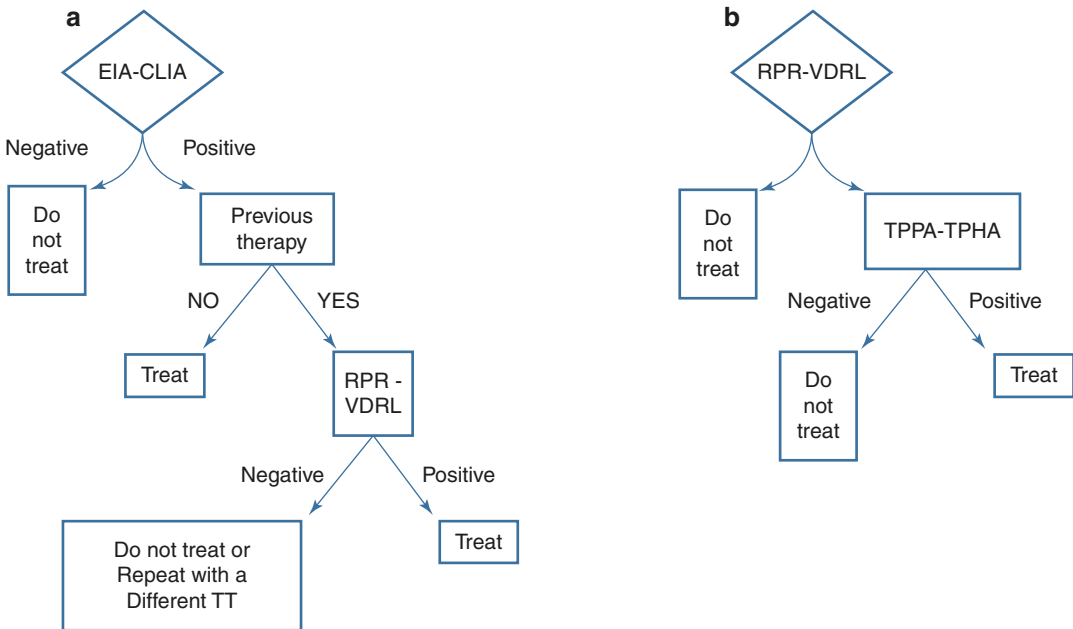 a
EIA-CLIA
Negative
Positive
Do
not
treat
Previous
therapy
NO
YES
Treat
RPR -
VDRL
Negative
Positive
Do not treat or
Repeat with a
Different TT
Treat
b
RPR-VDRL
Do
not
treat
TPPA-TPHA
Negative
Positive
Do
not
treat
Treat